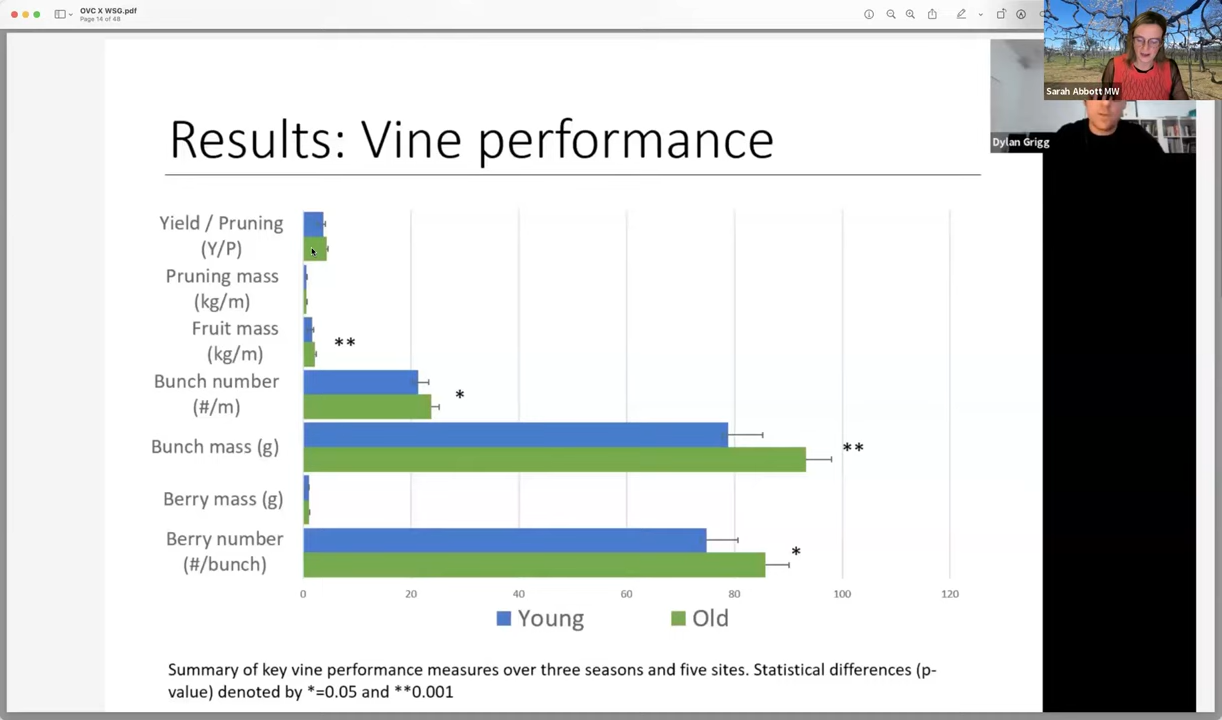 OVC X WSG.pdf
Page 14 of 48
Sarah Abbott MW
Dylan Grigg
Results: Vine performance
Yield / Pruning
(Y/P)
Pruning mass
(kg/m)
Fruit mass
(kg/m)
**
Bunch number
(#/m)
*
Bunch mass (g)
**
Berry mass (g)
Berry number
(#/bunch)
*
0 20 40 60 80 100 120
Young Old
Summary of key vine performance measures over three seasons and five sites. Statistical differences (p-
value) denoted by *=0.05 and **0.001